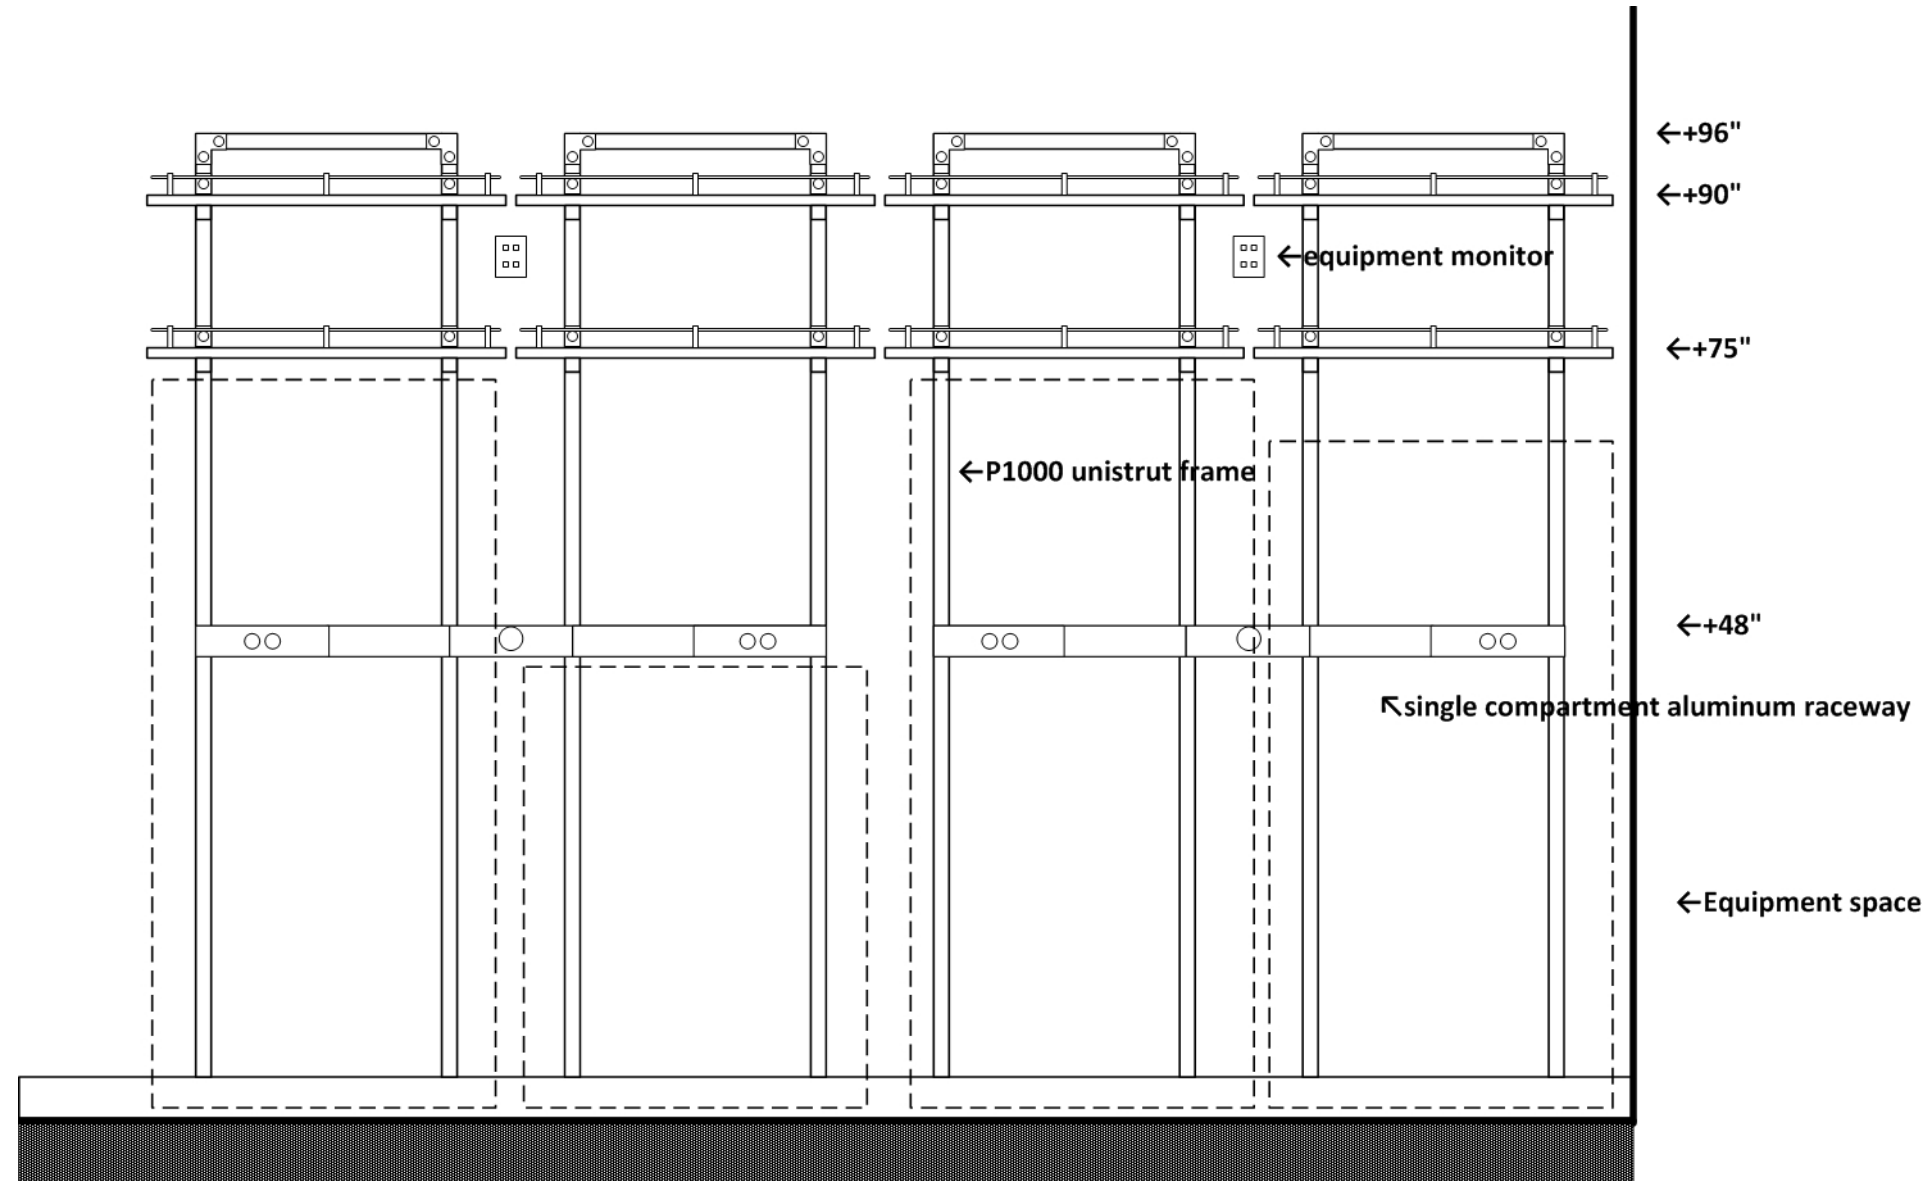 ←+96"
←+90"
←equipment monitor
←+75"
←P1000 unistrut frame
←+48"
↖single compartment aluminum raceway
←Equipment space